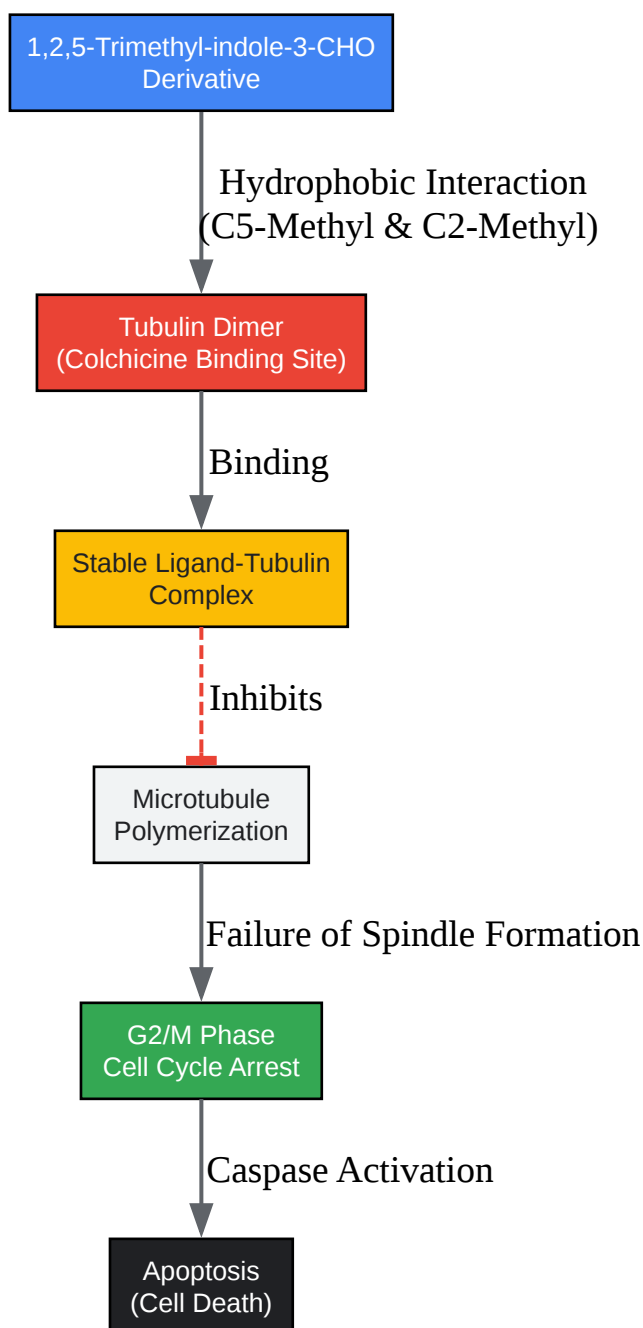 1,2,5-Trimethyl-indole-3-CHO
Derivative
Hydrophobic Interaction
(C5-Methyl & C2-Methyl)
Tubulin Dimer
(Colchicine Binding Site)
Binding
Stable Ligand-Tubulin
Complex
Inhibits
Microtubule
Polymerization
Failure of Spindle Formation
G2/M Phase
Cell Cycle Arrest
Caspase Activation
Apoptosis
(Cell Death)